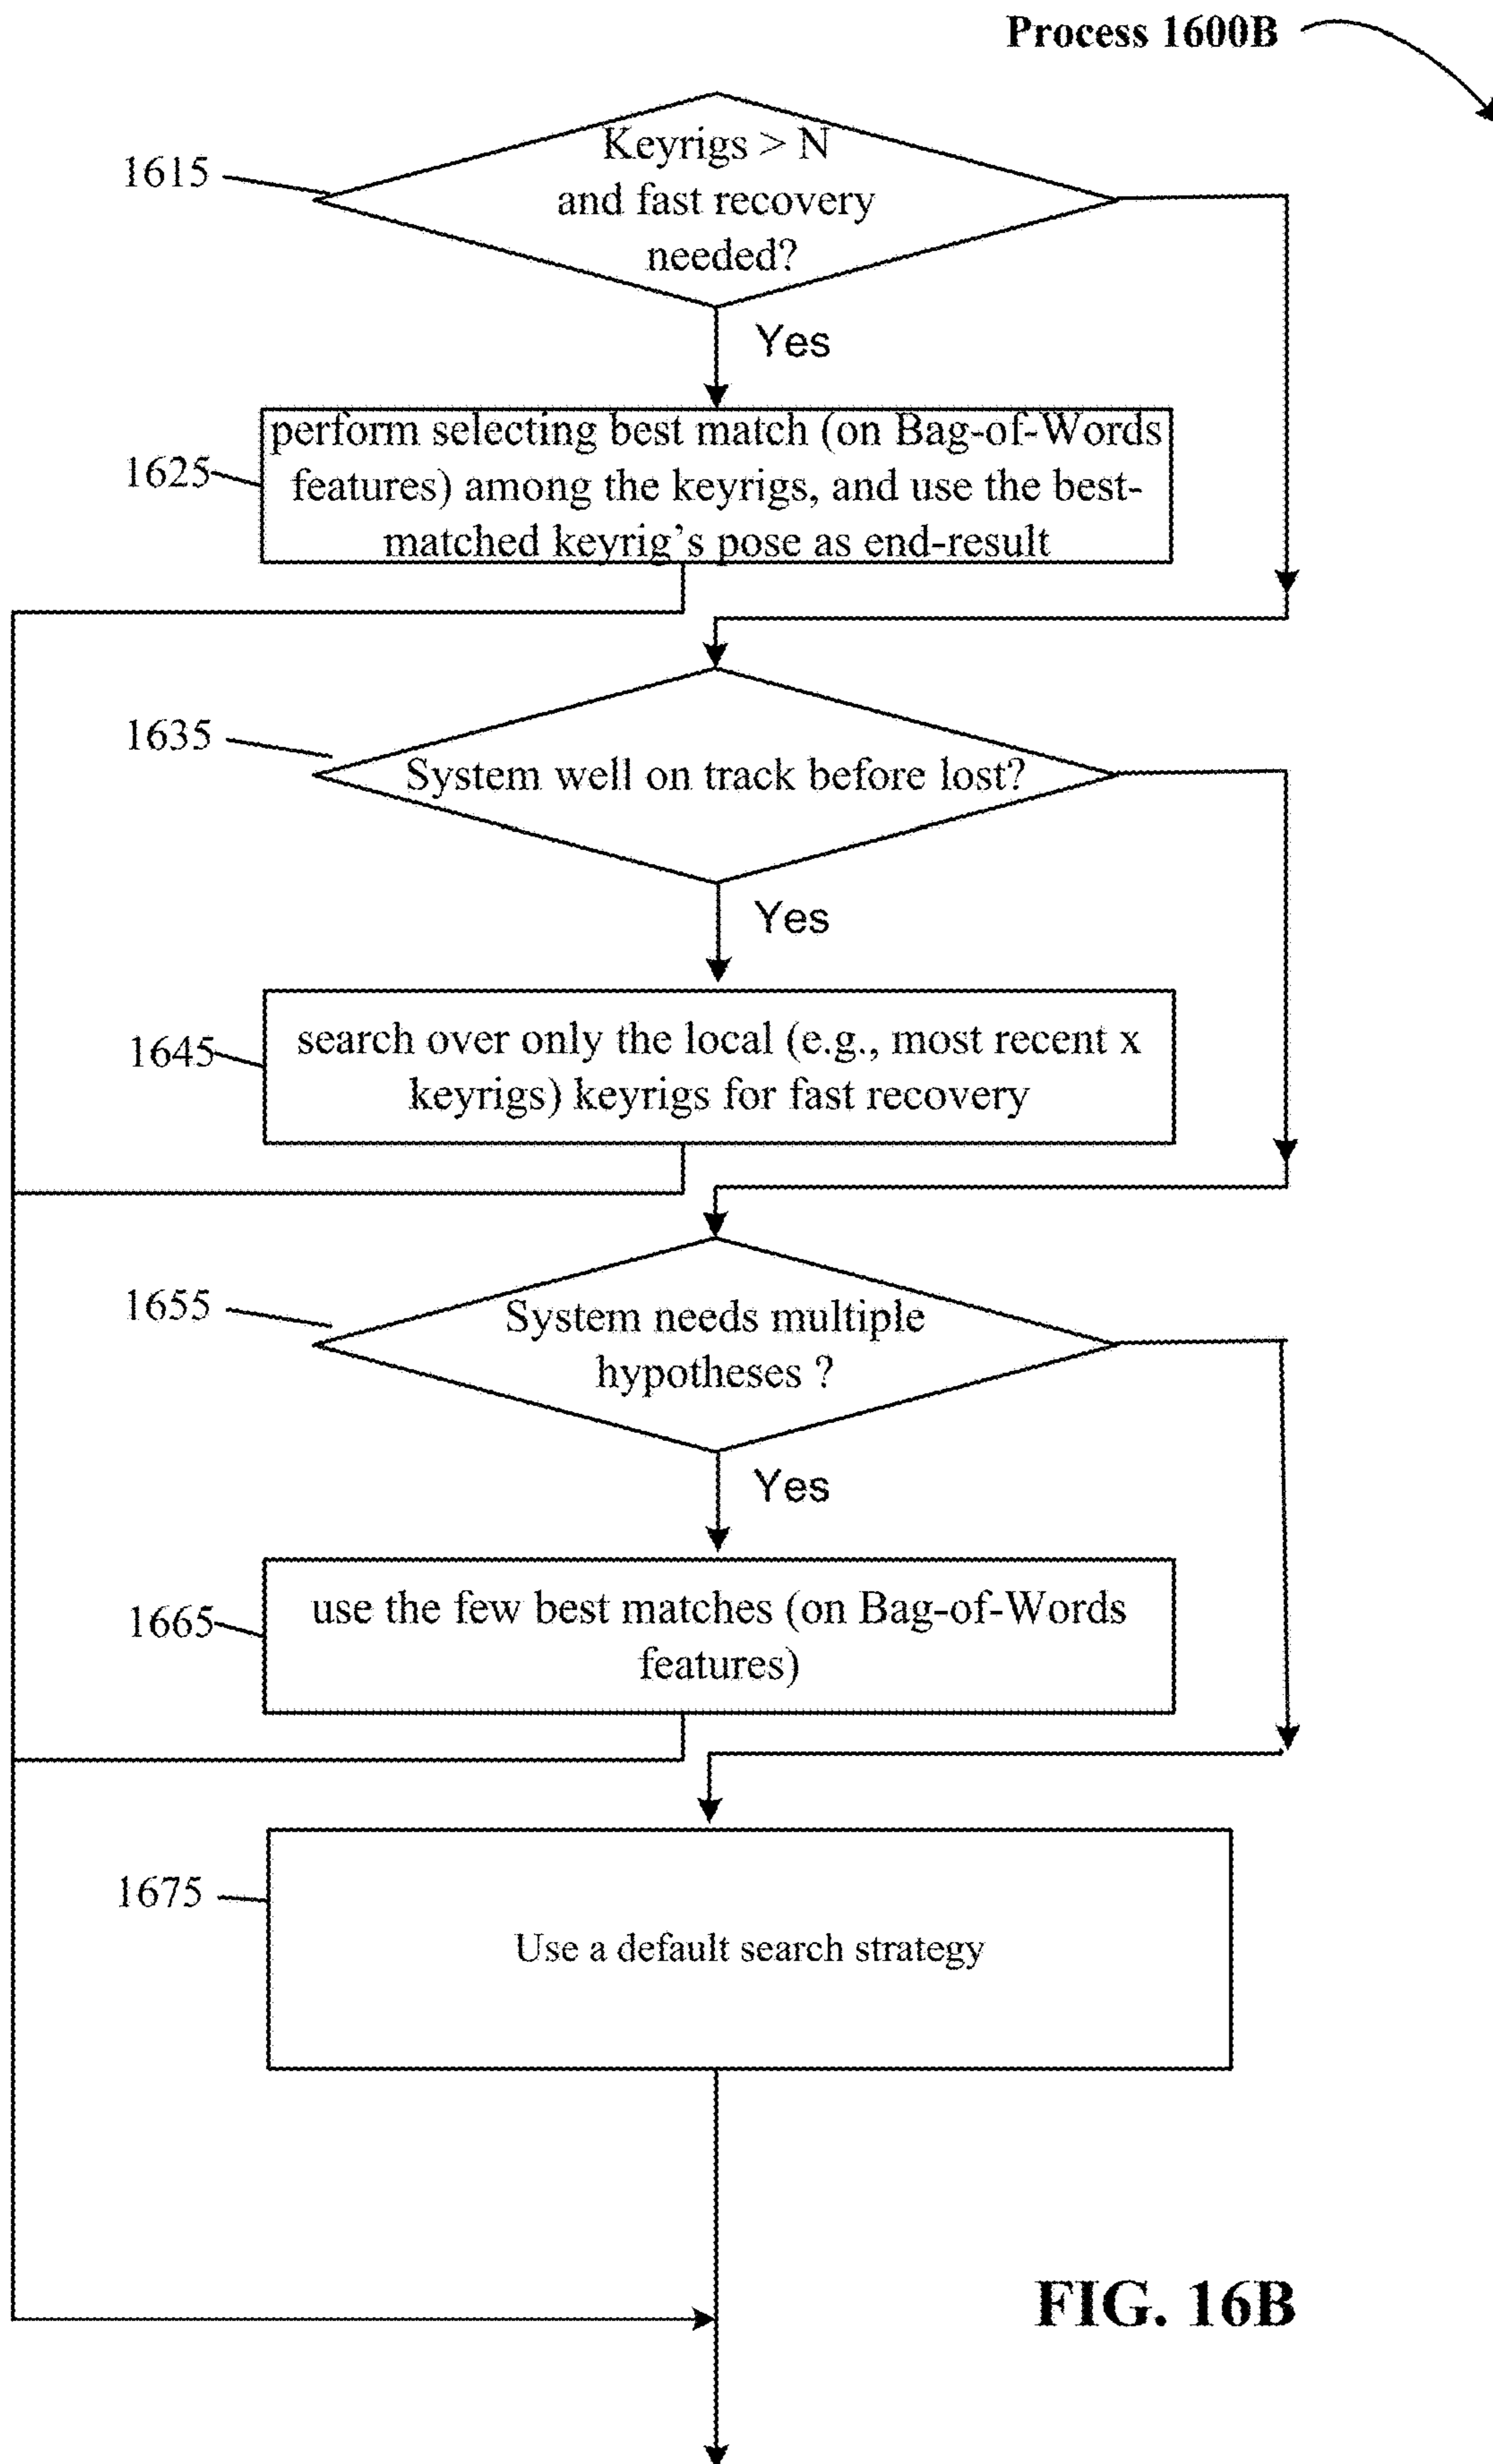 Process 1600B
1615
Keyrigs > N
and fast recovery
needed?
Yes
1625
perform selecting best match (on Bag-of-Words
features) among the keyrigs, and use the best-
matched keyrig's pose as end-result
1635
System well on track before lost?
Yes
1645
search over only the local (e.g., most recent x
keyrigs) keyrigs for fast recovery
1655
System needs multiple
hypotheses ?
Yes
1665
use the few best matches (on Bag-of-Words
features)
1675
Use a default search strategy
FIG. 16B